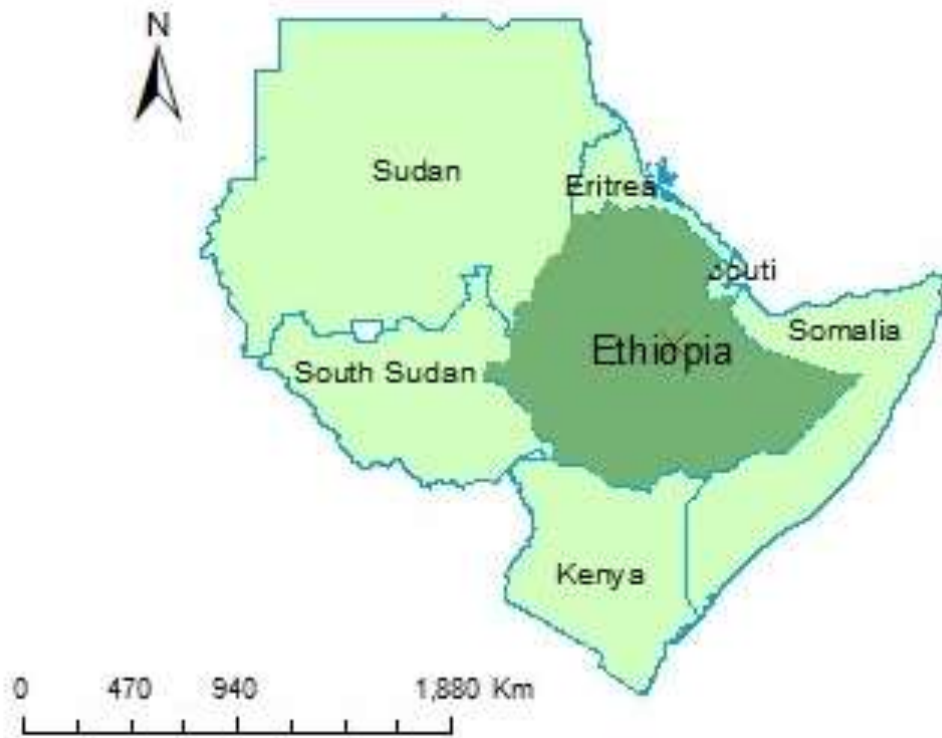 N
Sudan
Eritrea
Ethiopia
Somalia
South Sudan
Kenya
0 470 940 1,880 Km